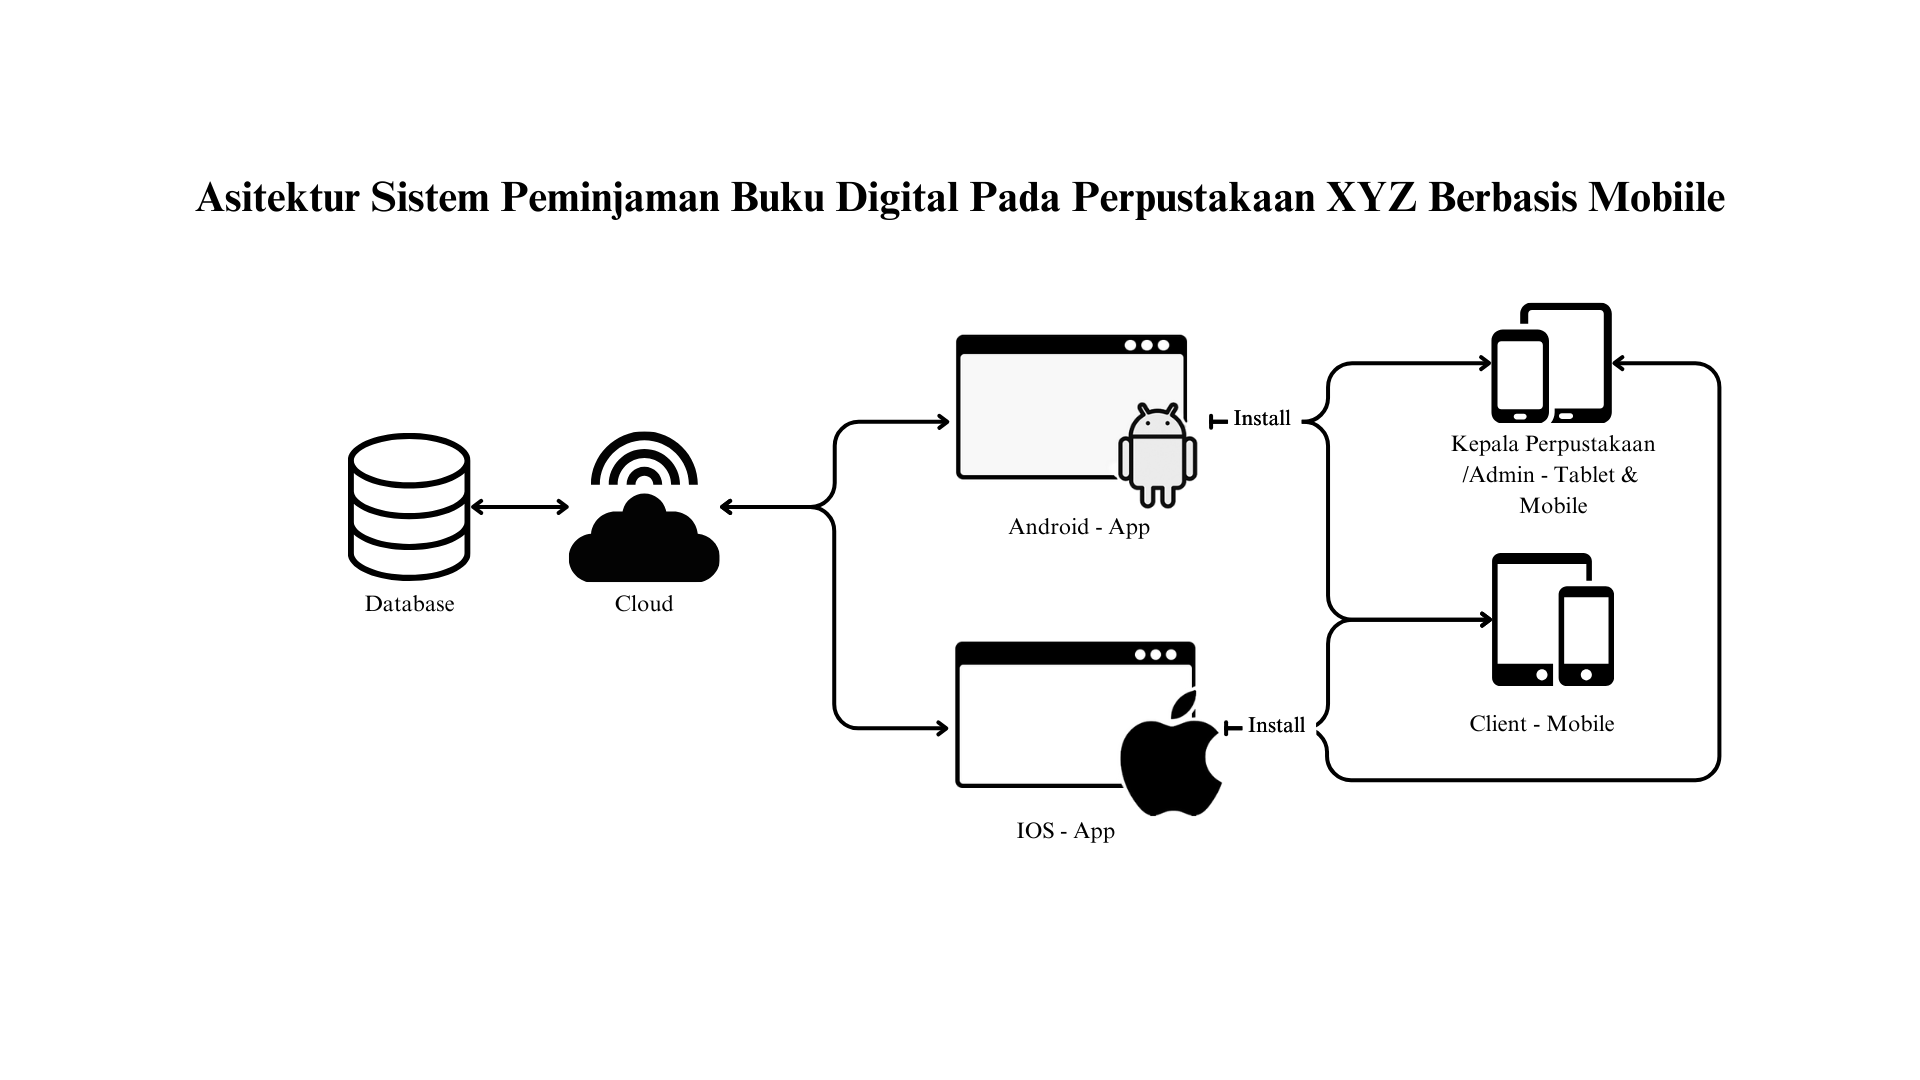 Asitektur Sistem Peminjaman Buku Digital Pada Perpustakaan XYZ Berbasis Mobiile
Database
Cloud
Android - App
Install
IOS - App
Install
Kepala Perpustakaan
/Admin - Tablet &
Mobile
Client - Mobile